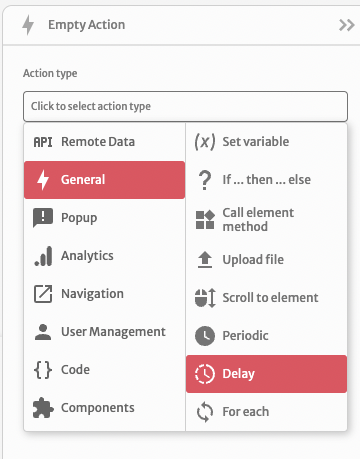 Empty Action
Action type
Click to select action type
API Remote Data
General
Popup
Analytics
Navigation
User Management
{} Code
Components
(x) Set variable
? If ... then ... else
Call element
method
Upload file
Scroll to element
Periodic
Delay
For each